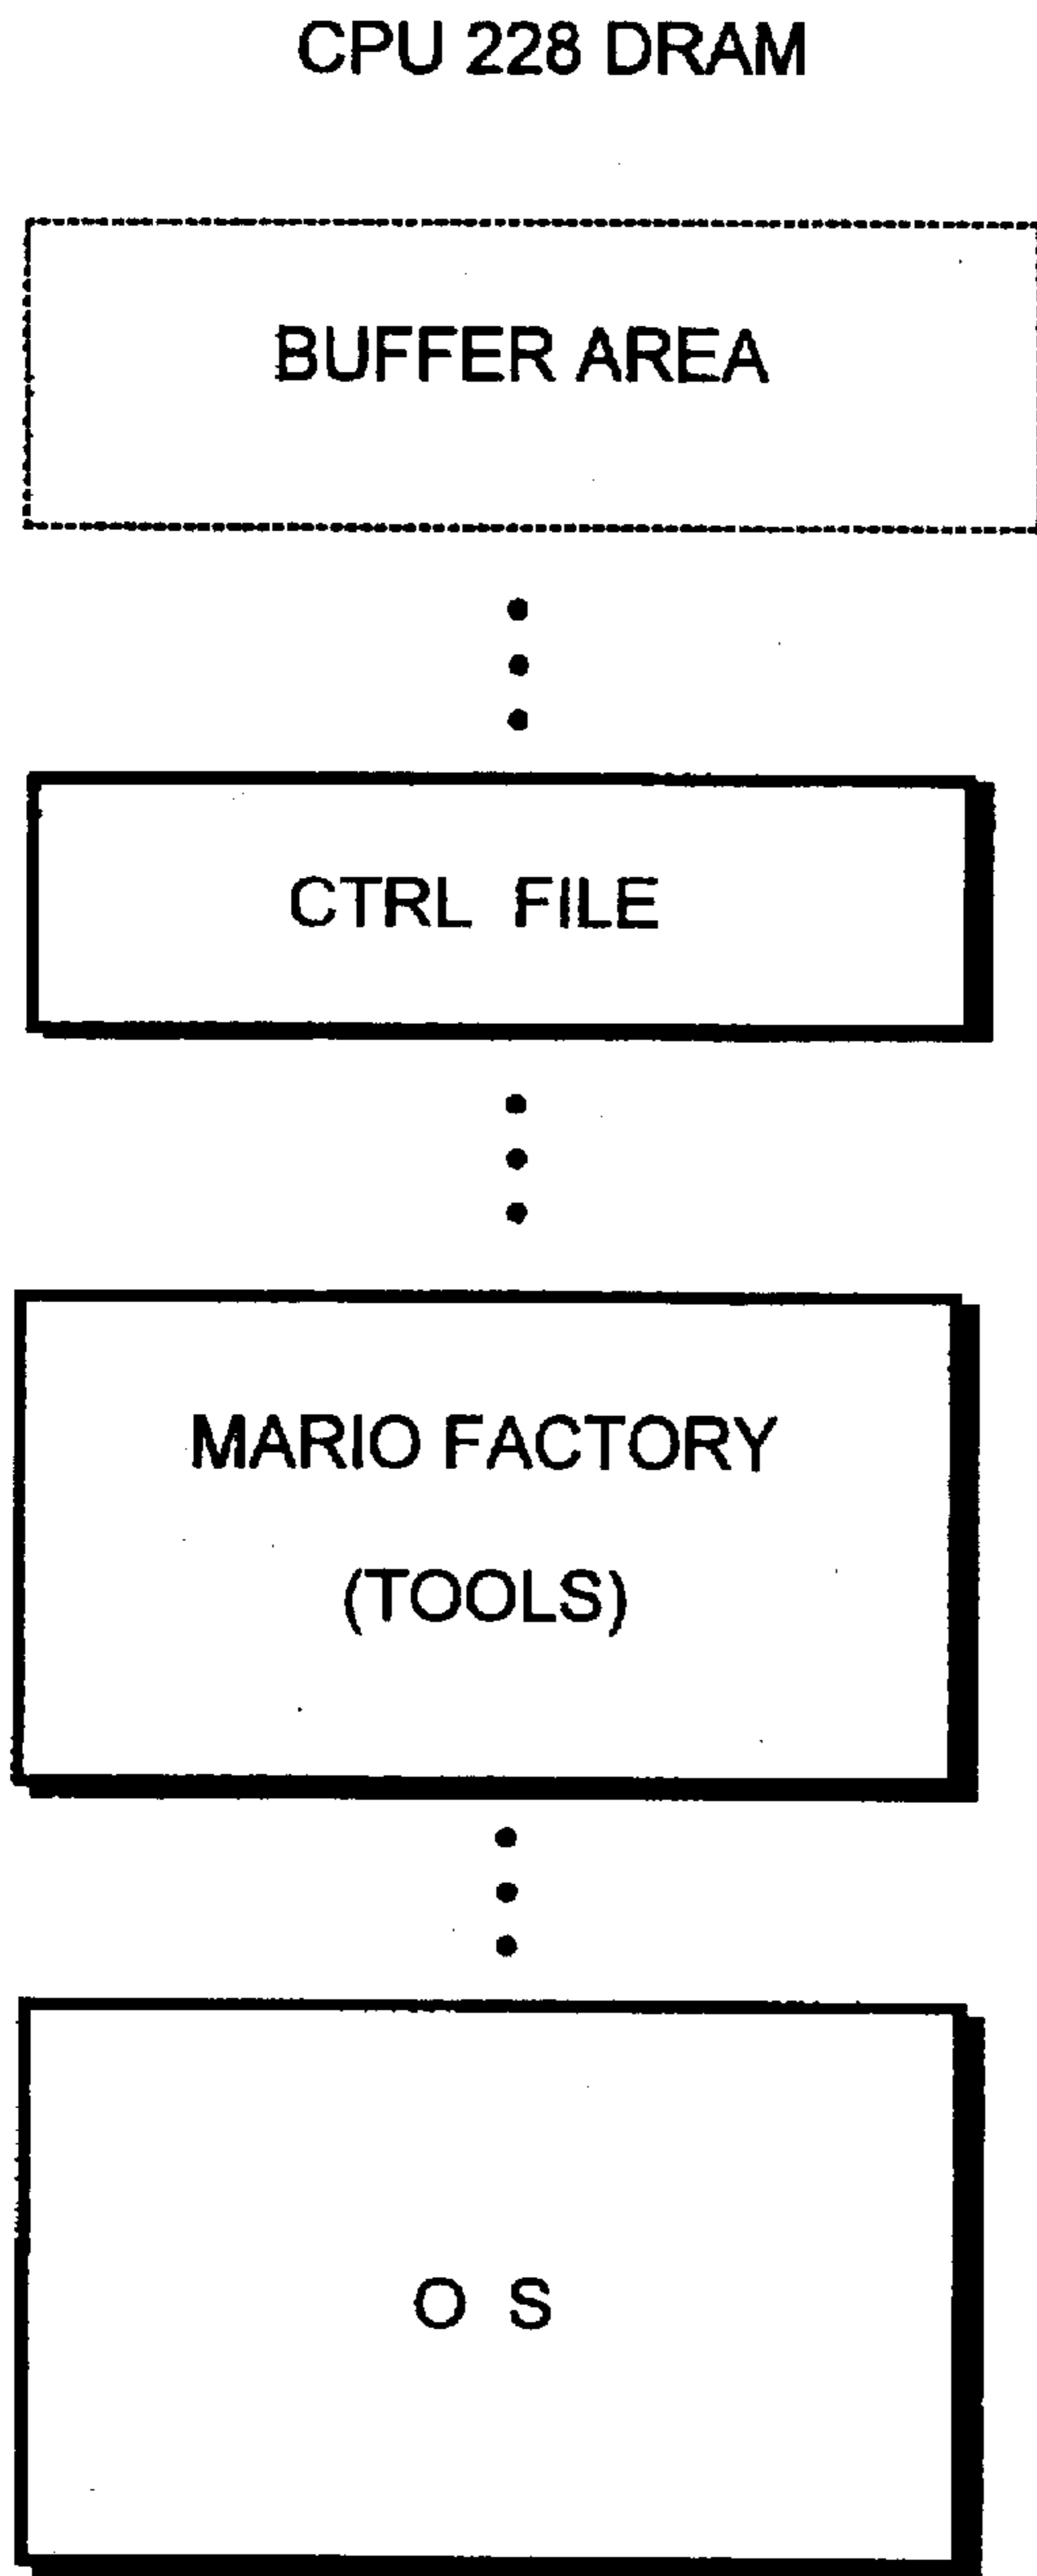 CPU 228 DRAM
BUFFER AREA
CTRL FILE
MARIO FACTORY
(TOOLS)
O S